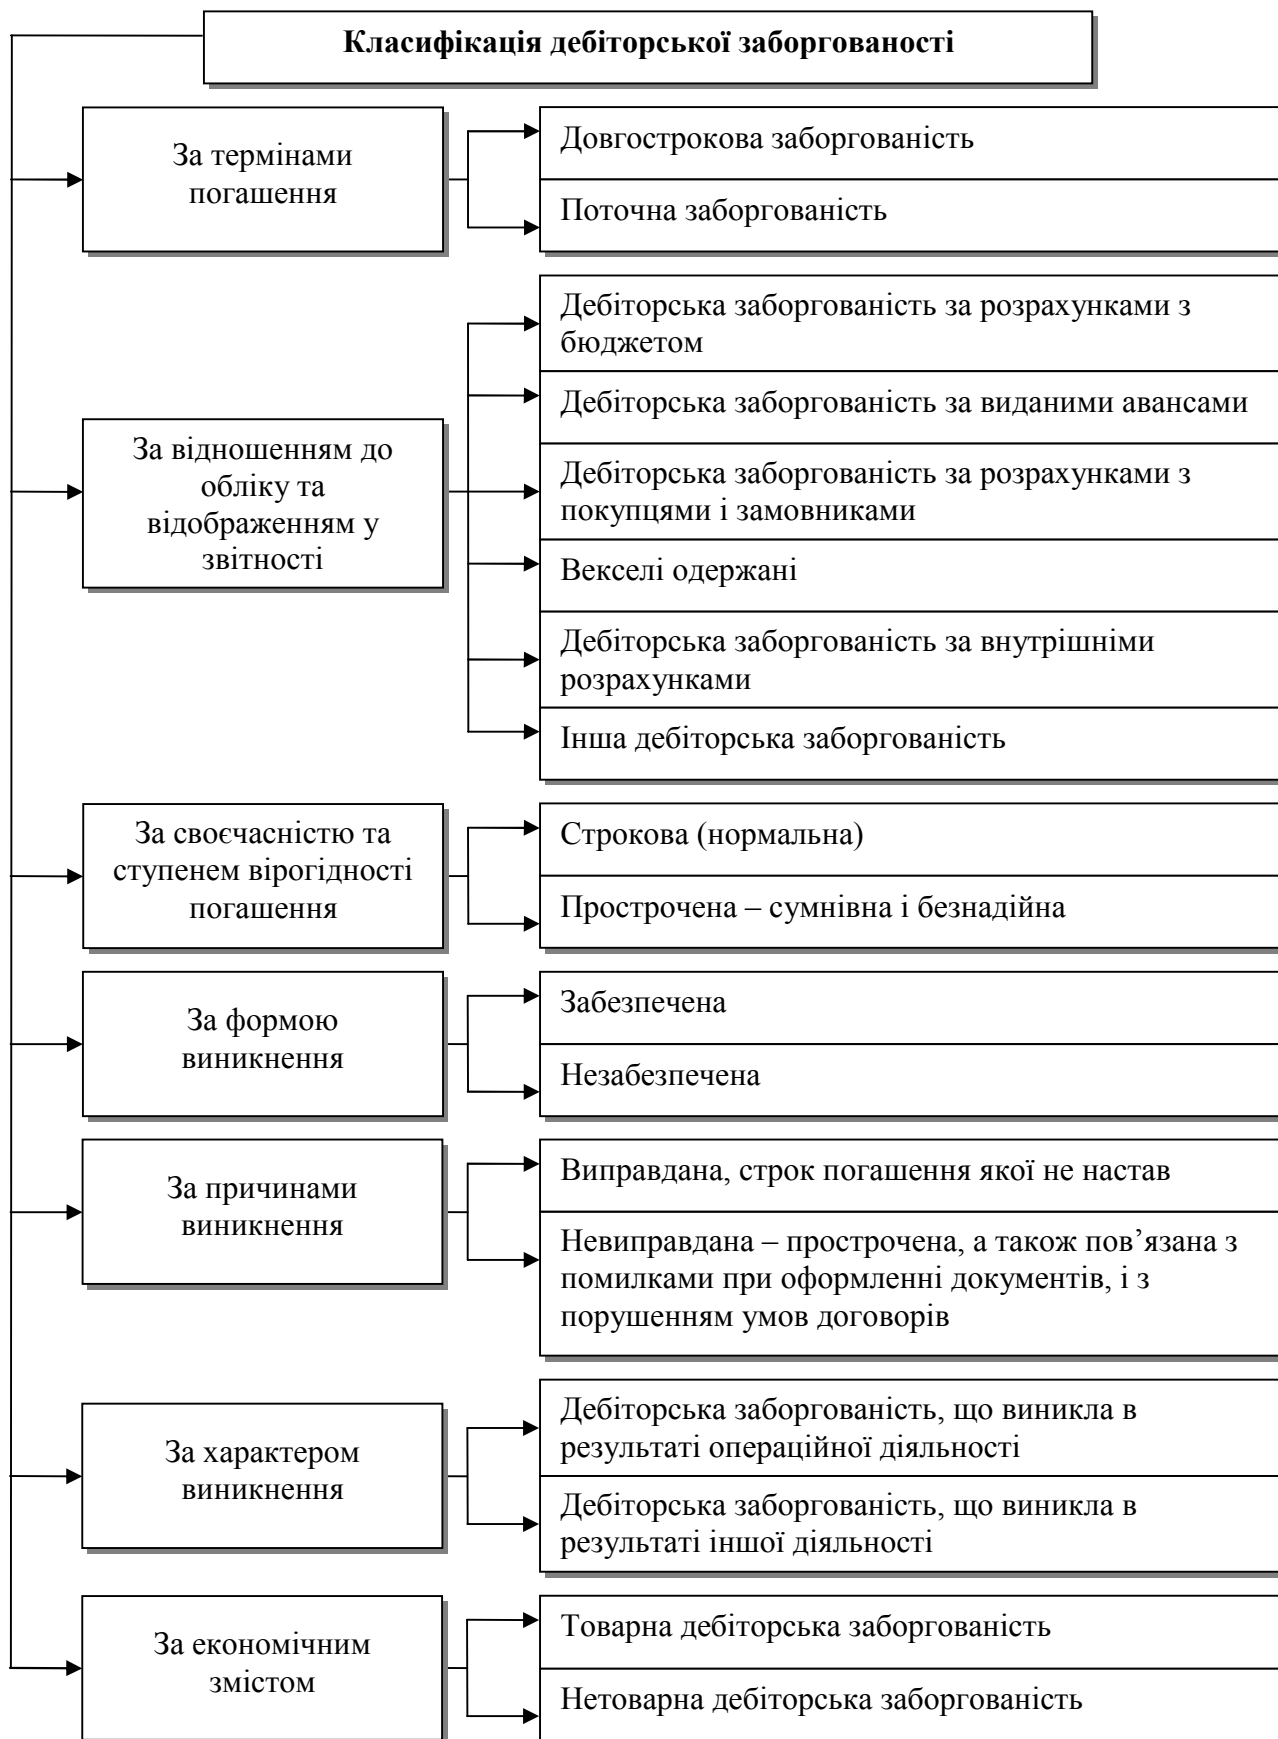 Класифікація дебіторської заборгованості
За термінами
погашення
Довгострокова заборгованість
Поточна заборгованість
За відношенням до
обліку та
відображенням у
звітності
Дебіторська заборгованість за розрахунками з
бюджетом
Дебіторська заборгованість за виданими авансами
Дебіторська заборгованість за розрахунками з
покупцями і замовниками
Векселі одержані
Дебіторська заборгованість за внутрішніми
розрахунками
Інша дебіторська заборгованість
За своєчасністю та
ступенем вірогідності
погашення
Строкова (нормальна)
Прострочена – сумнівна і безнадійна
За формою
виникнення
Забезпечена
Незабезпечена
За причинами
виникнення
Виправдана, строк погашення якої не настав
Невиправдана – прострочена, а також пов’язана з
помилками при оформленні документів, і з
порушенням умов договорів
За характером
виникнення
Дебіторська заборгованість, що виникла в
результаті операційної діяльності
Дебіторська заборгованість, що виникла в
результаті іншої діяльності
За економічним
змістом
Товарна дебіторська заборгованість
Нетоварна дебіторська заборгованість